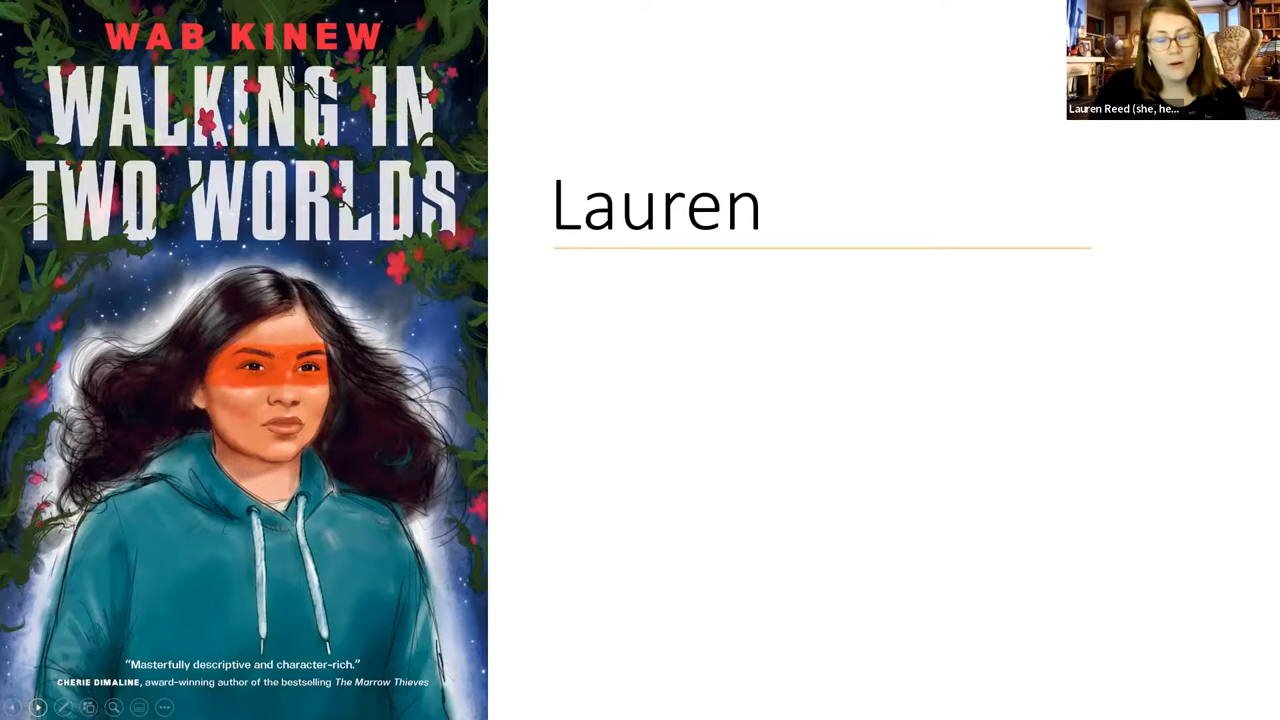 WAB KINEW
WALKING IN
TWO WORLDS
"Masterfully descriptive and character-rich."
CHERIE DIMALINE, award-winning author of the bestselling The Marrow Thieves
Lauren
Lauren Reed (she, he...